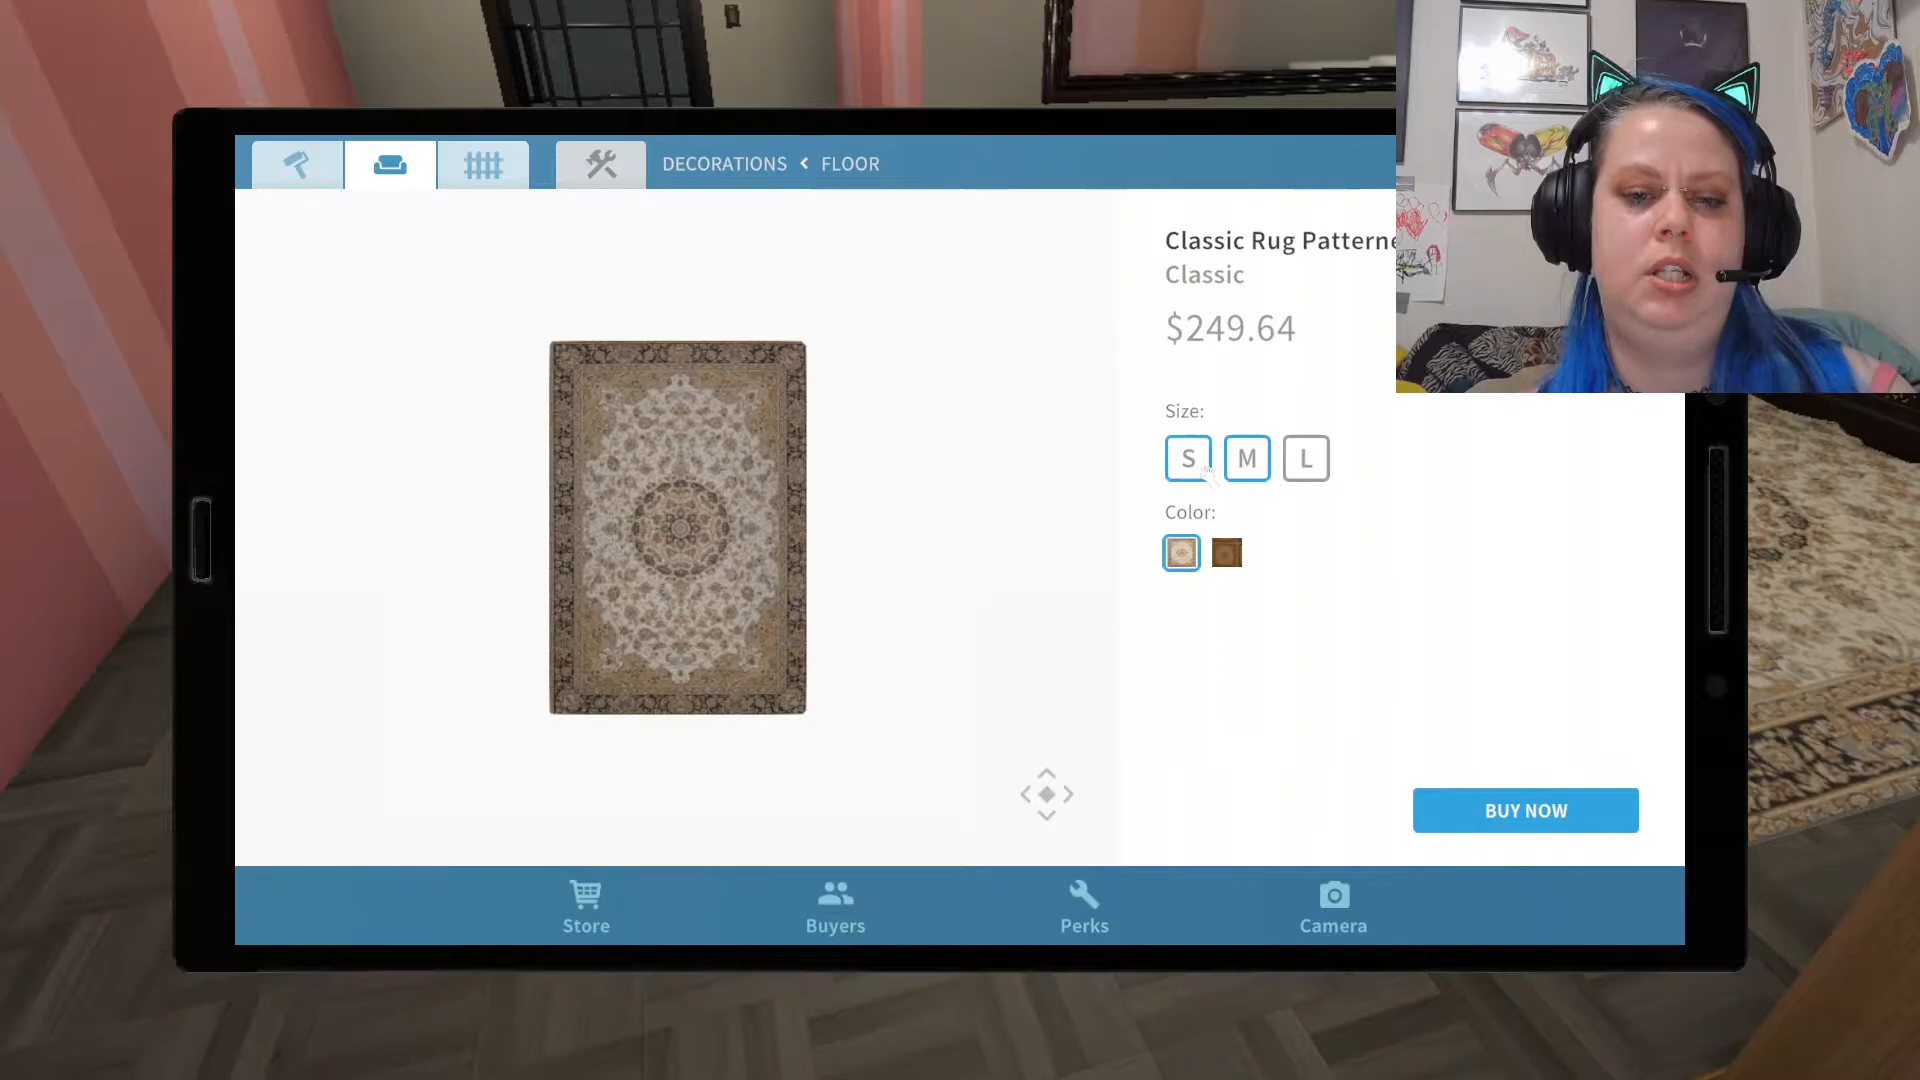 DECORATIONS < FLOOR
Classic Rug Patterne
Classic
$249.64
Size:
S M L
Color:
BUY NOW
Store Buyers Perks Camera